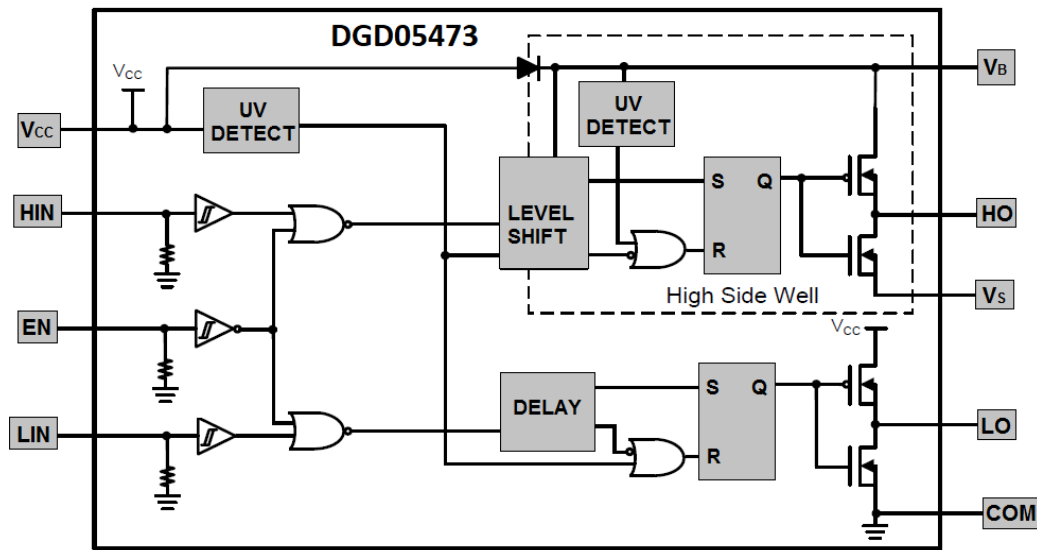 DGD05473
VCC
VB
UV
DETECT
UV
DETECT
VCC
HIN
S
Q
LEVEL
SHIFT
HO
R
High Side Well
VS
EN
VCC
S
Q
DELAY
LIN
LO
R
COM